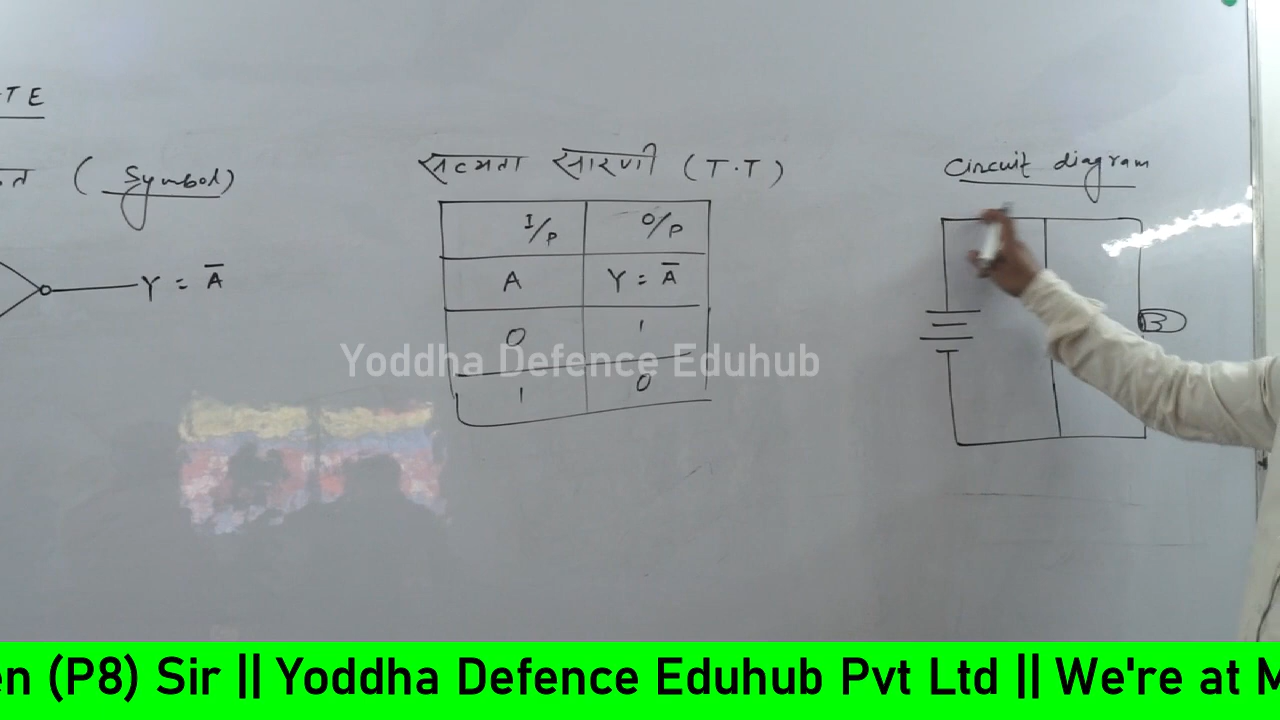 TE
( Symbol)
Y = A̅
सत्यता सारणी (T.T)
I/P O/P
A Y = A̅
0 1
1 0
Circuit diagram
B
Yoddha Defence Eduhub
en (P8) Sir || Yoddha Defence Eduhub Pvt Ltd || We're at M